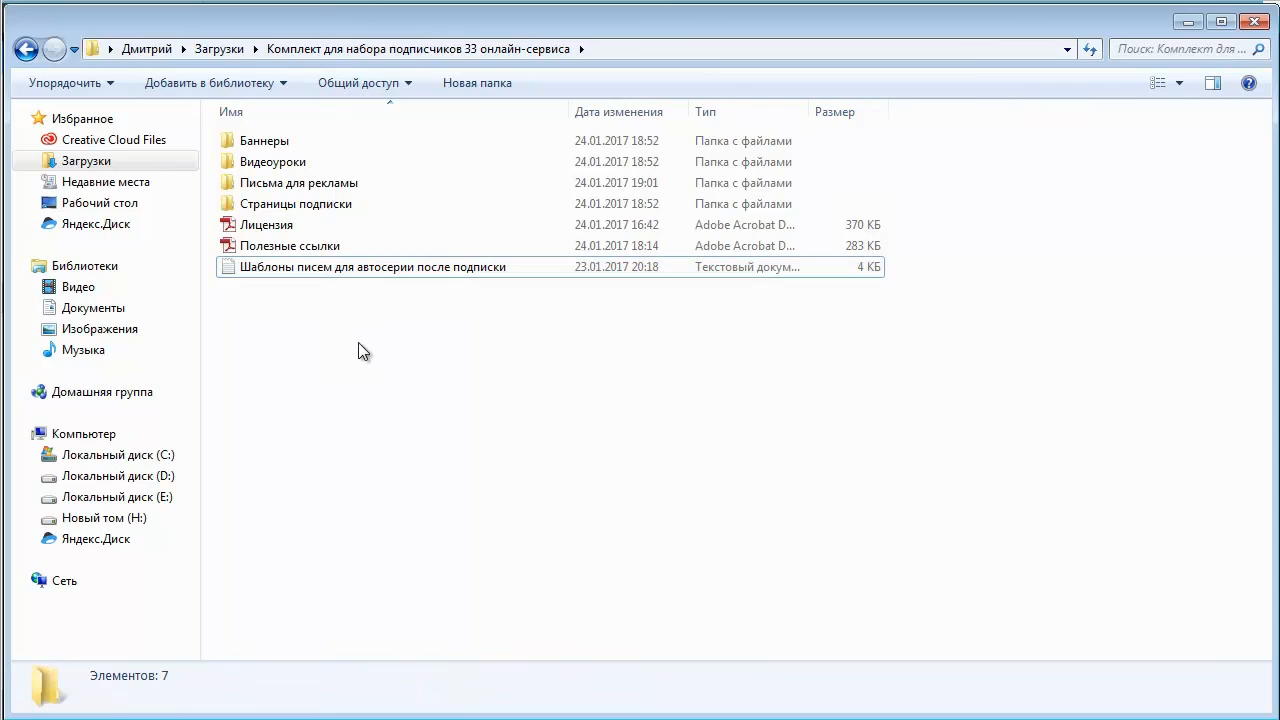 Дмитрий Загрузки Комплект для набора подписчиков 33 онлайн-сервиса
Поиск: Комплект для ...
Упорядочить Добавить в библиотеку Общий доступ Новая папка
Избранное
Creative Cloud Files
Загрузки
Недавние места
Рабочий стол
Яндекс.Диск
Библиотеки
Видео
Документы
Изображения
Музыка
Домашняя группа
Компьютер
Локальный диск (C:)
Локальный диск (D:)
Локальный диск (E:)
Новый том (H:)
Яндекс.Диск
Сеть
Имя Дата изменения Тип Размер
Баннеры 24.01.2017 18:52 Папка с файлами
Видеоуроки 24.01.2017 18:52 Папка с файлами
Письма для рекламы 24.01.2017 19:01 Папка с файлами
Страницы подписки 24.01.2017 18:52 Папка с файлами
Лицензия 24.01.2017 16:42 Adobe Acrobat D... 370 КБ
Полезные ссылки 24.01.2017 18:14 Adobe Acrobat D... 283 КБ
Шаблоны писем для автосерии после подписки 23.01.2017 20:18 Текстовый докум... 4 КБ
Элементов: 7